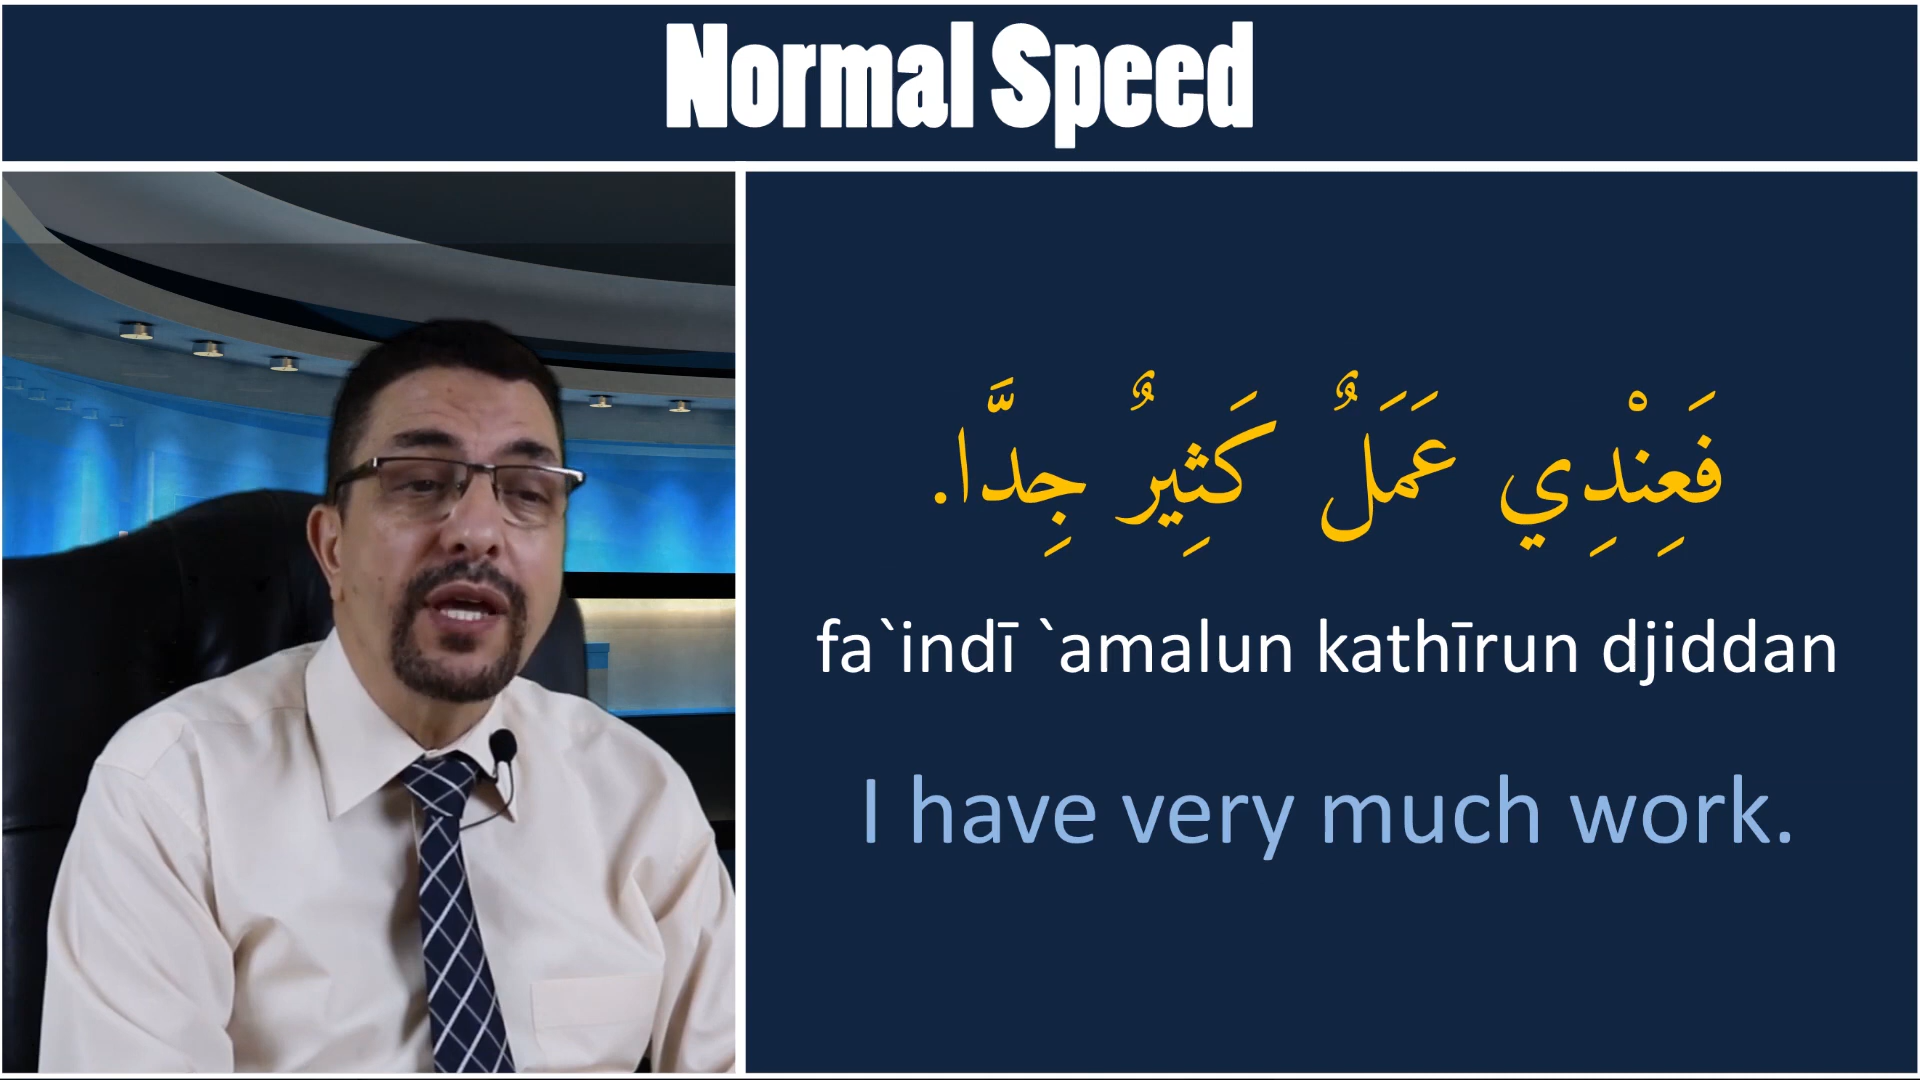 Normal Speed
فَعِنْدِي عَمَلٌ كَثِيرٌ جِدَّا.
fa`indī `amalun kathīrun djiddan
I have very much work.